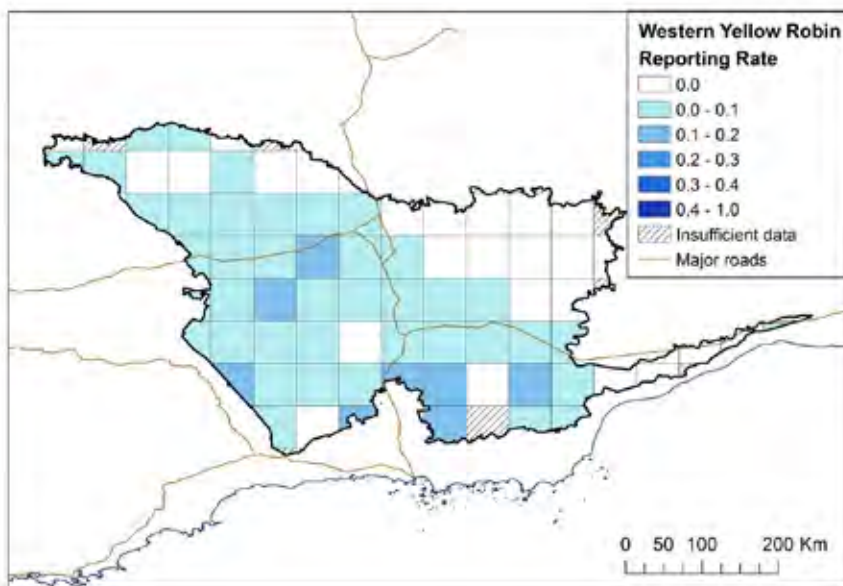 Western Yellow Robin
Reporting Rate
0.0
0.0 - 0.1
0.1 - 0.2
0.2 - 0.3
0.3 - 0.4
0.4 - 1.0
Insufficient data
Major roads
0 50 100 200 Km